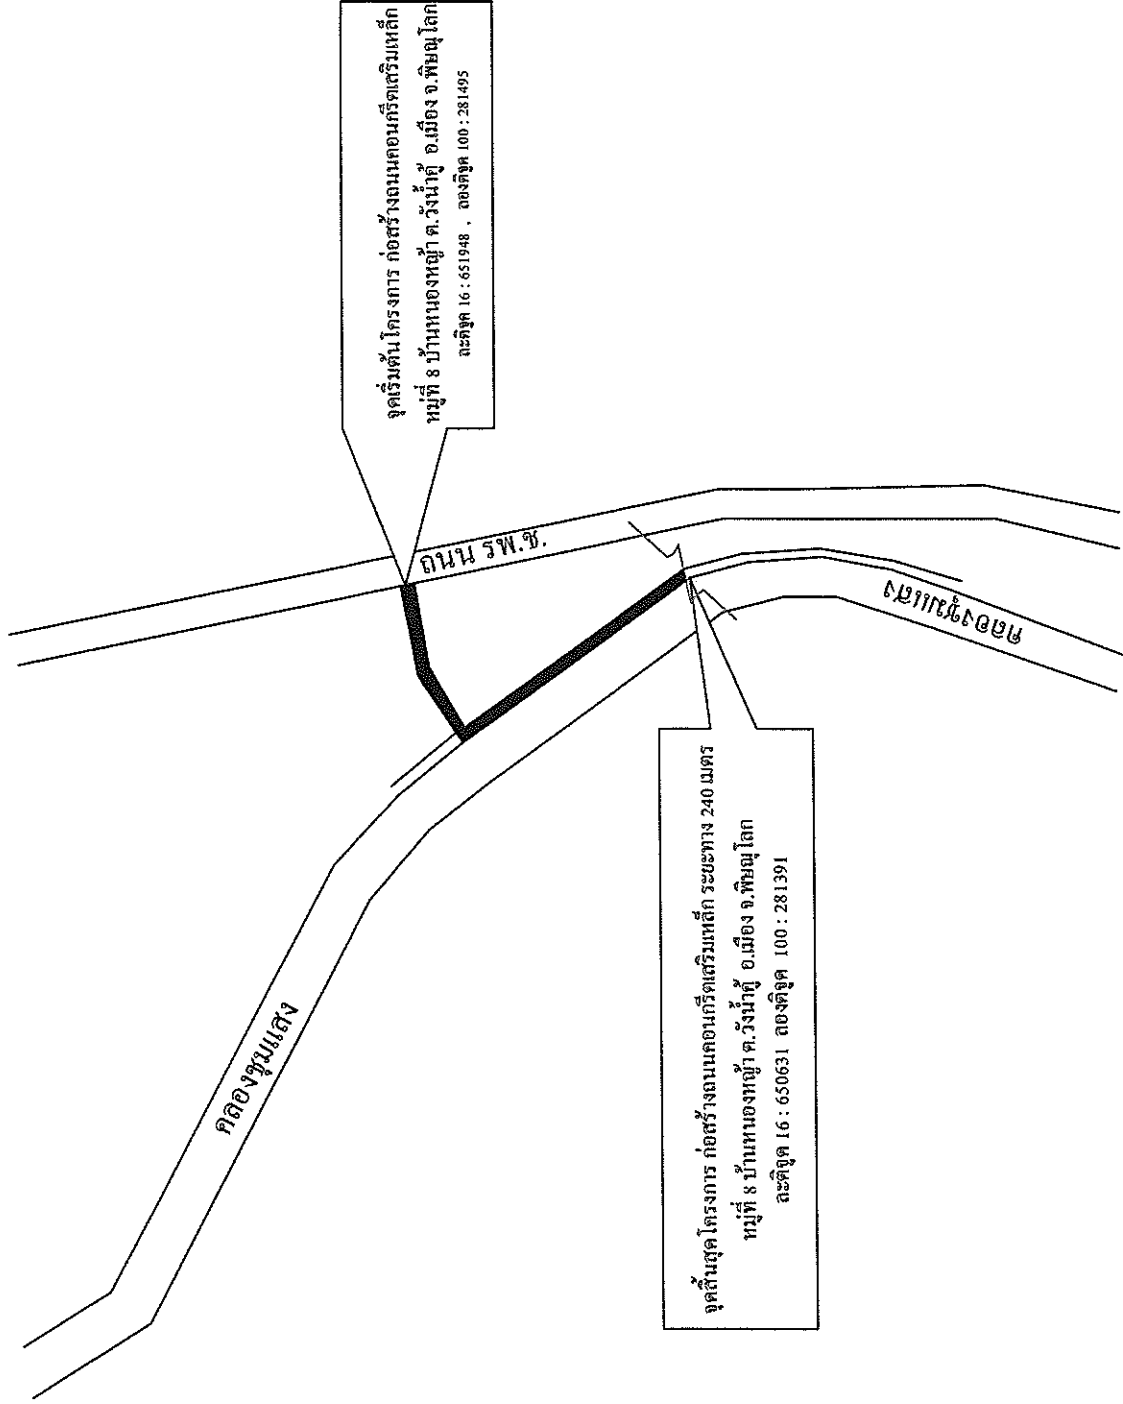 จุดเริ่มต้นโครงการ ก่อสร้างถนนคอนกรีตเสริมเหล็ก
หมู่ที่ 8 บ้านหนองหญ้า ต.วังน้ำคู้ อ.เมือง จ.พิษณุโลก
ละติจูด 16 : 651948 , ลองติจูด 100 : 281495
ถนน รพ.ช.
คลองชุมแสง
คลองชุมแสง
จุดสิ้นสุดโครงการ ก่อสร้างถนนคอนกรีตเสริมเหล็ก ระยะทาง 240 เมตร
หมู่ที่ 8 บ้านหนองหญ้า ต.วังน้ำคู้ อ.เมือง จ.พิษณุโลก
ละติจูด 16 : 650631 ลองติจูด 100 : 281391